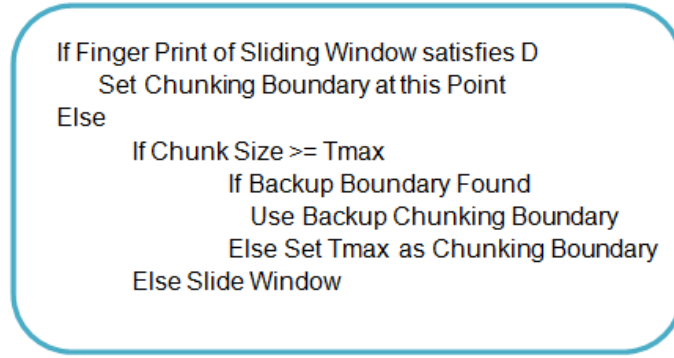 If Finger Print of Sliding Window satisfies D
Set Chunking Boundary at this Point
Else
If Chunk Size >= Tmax
If Backup Boundary Found
Use Backup Chunking Boundary
Else Set Tmax as Chunking Boundary
Else Slide Window